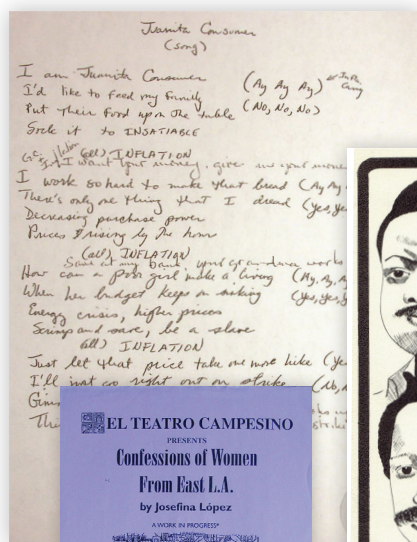 Juanita Consumer
(song)
I am Juanita Consumer (Ay Ay Ay)
I'd like to feed my family (No, No, No)
Put their food upon the table
Sock it to INSATIABLE
(all) INFLATION
I want your money, give me your money
I work so hard to make that bread (Ay
There's only one thing that I dread (Yes, Ye
Decreasing purchase power
Prices rising by the hour
(all) INFLATION
How can a poor girl make a living (Ay, Ay, A
When her budget keeps on sinking (Yes, Yes, Y
Energy crisis, higher prices
Scrimp and save, be a slave
(all) INFLATION
Just let that price take one more hike (Ye
I'll just go right out on strike (No, N
EL TEATRO CAMPESINO
PRESENTS
Confessions of Women
From East L.A.
by Josefina López
A WORK IN PROGRESS*